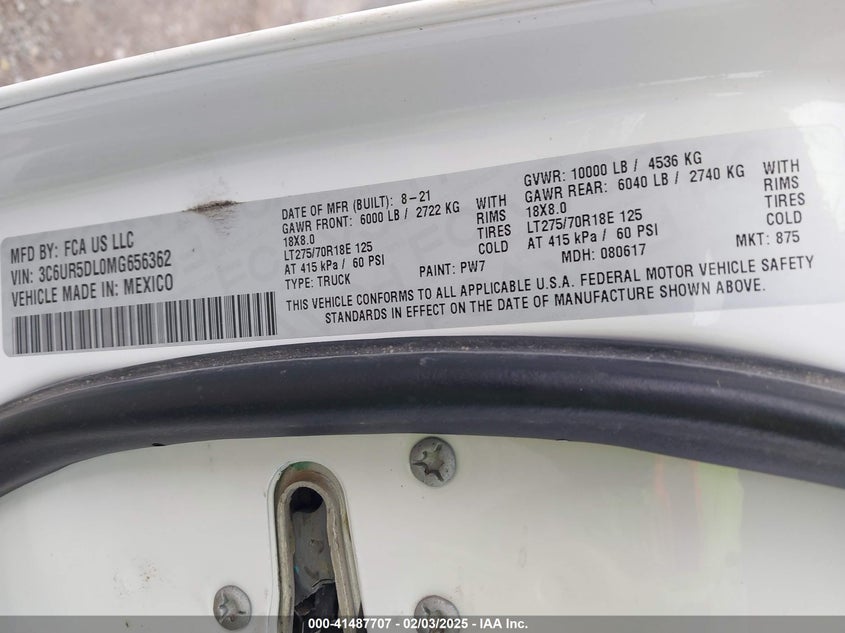 MFD BY: FCA US LLC
VIN: 3C6UR5DL0MG656362
VEHICLE MADE IN: MEXICO
DATE OF MFR (BUILT): 8-21
GAWR FRONT: 6000 LB / 2722 KG WITH
18X8.0 RIMS
LT275/70R18E 125 TIRES
AT 415 kPa / 60 PSI COLD
TYPE: TRUCK PAINT: PW7
GVWR: 10000 LB / 4536 KG
GAWR REAR: 6040 LB / 2740 KG WITH
18X8.0 RIMS
LT275/70R18E 125 TIRES
AT 415 kPa / 60 PSI COLD
MDH: 080617 MKT: 875
THIS VEHICLE CONFORMS TO ALL APPLICABLE U.S.A. FEDERAL MOTOR VEHICLE SAFETY
STANDARDS IN EFFECT ON THE DATE OF MANUFACTURE SHOWN ABOVE.
000-41487707 - 02/03/2025 - IAA Inc.